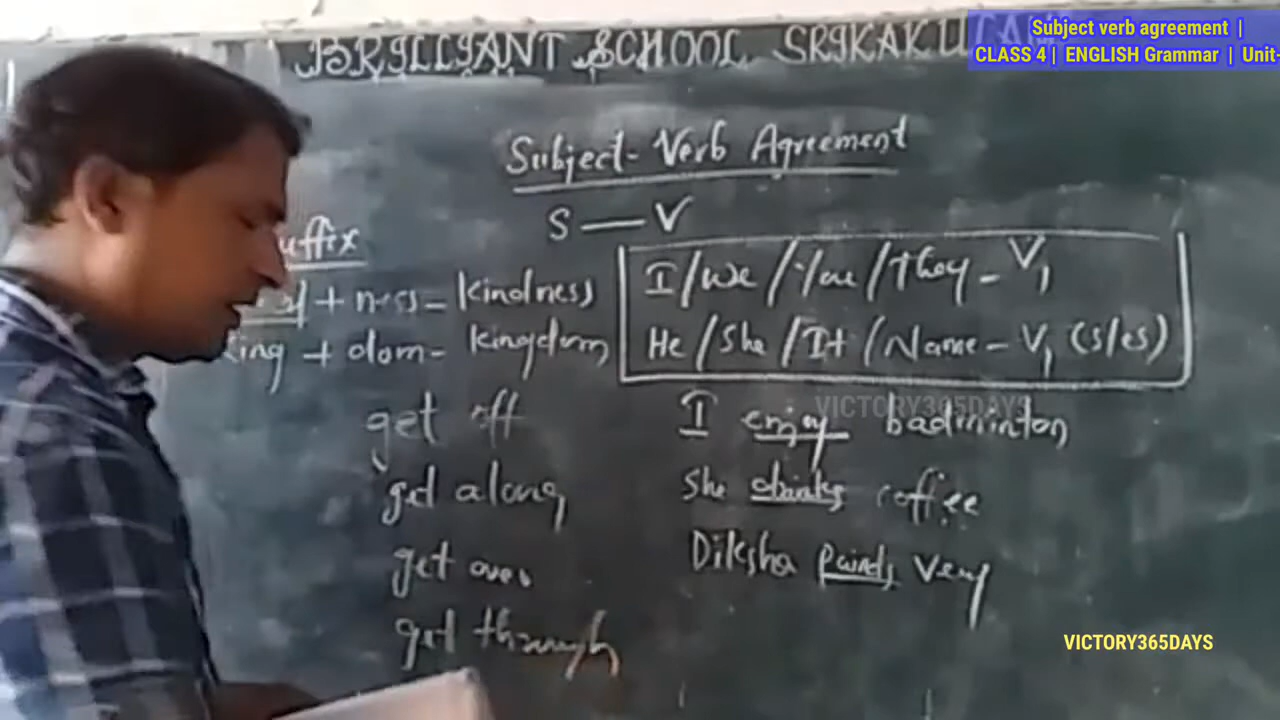 BRILLIANT SCHOOL SRIKAKULAM
Subject verb agreement |
CLASS 4 | ENGLISH Grammar | Unit-
Subject-Verb Agreement
S — V
uffix
+ ness - kindness
king + dom - kingdom
get off
get along
get over
get through
I/We/You/They - V1
He/She/It/Name - V1 (s/es)
I enjoy badminton
She drinks coffee
Diksha paints very
VICTORY365DAYS
VICTORY365DAYS